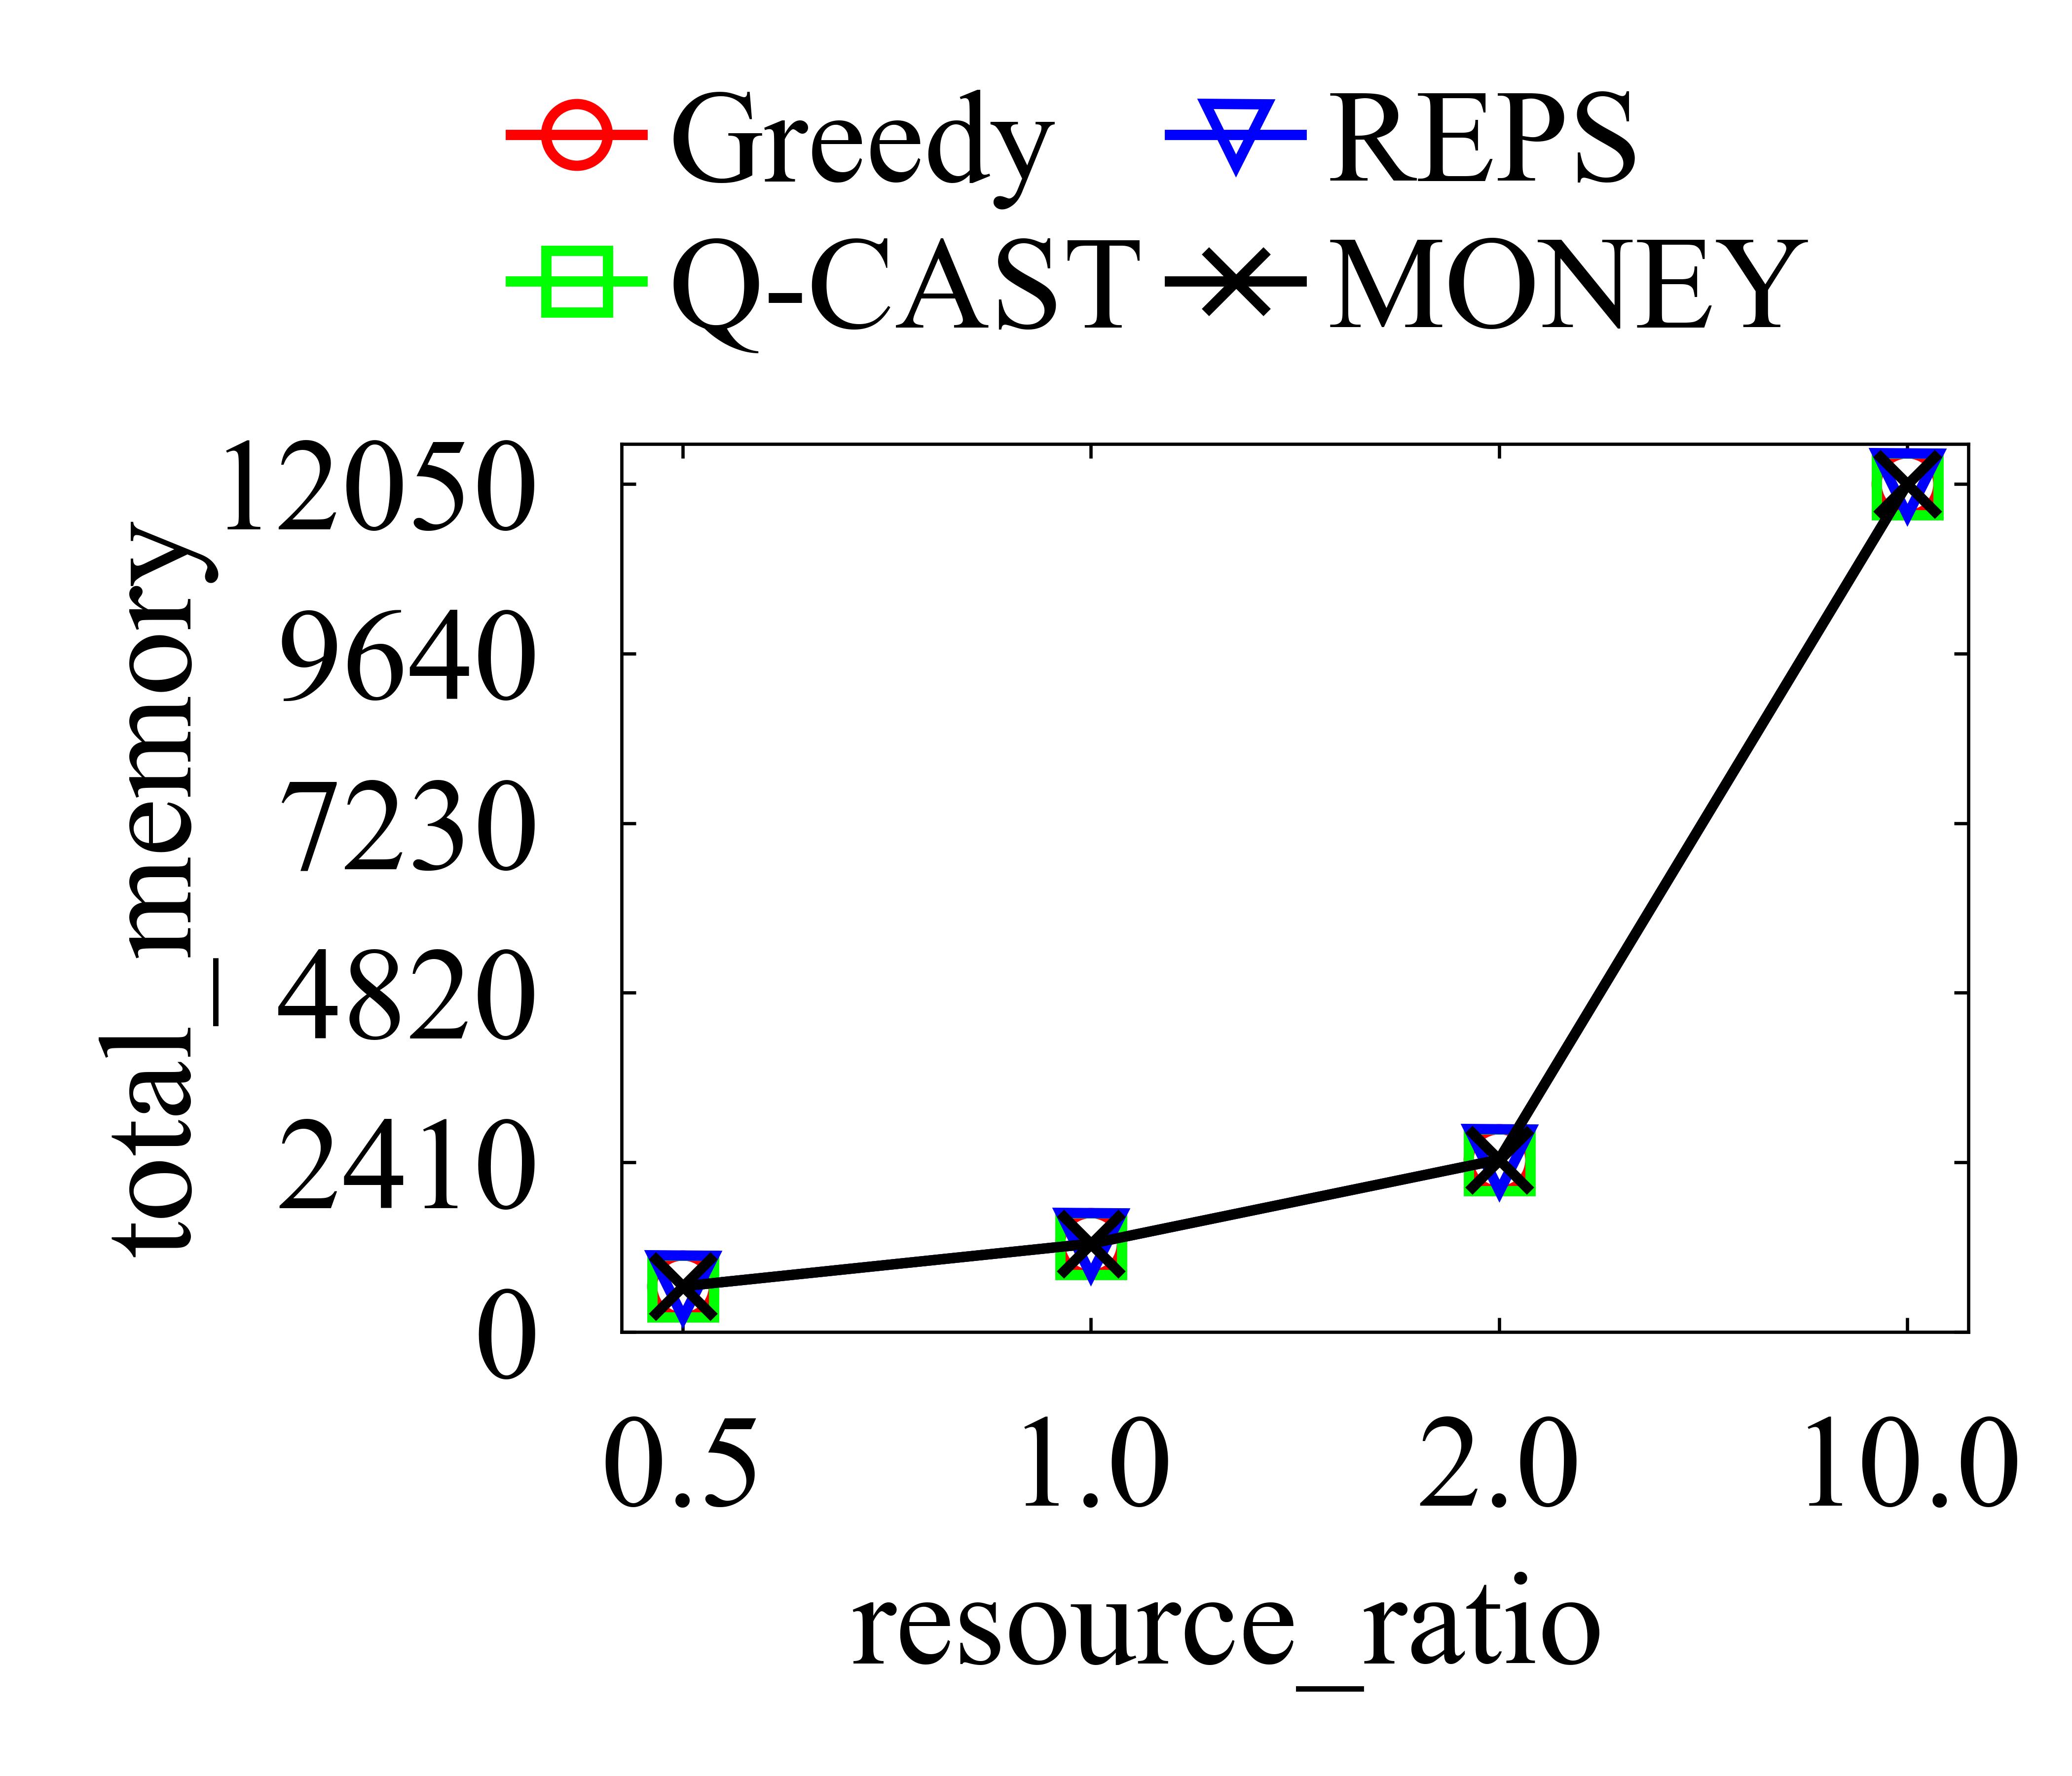 Greedy REPS
Q-CAST MONEY
12050
9640
7230
4820
2410
0
total_memory
0.5 1.0 2.0 10.0
resource_ratio